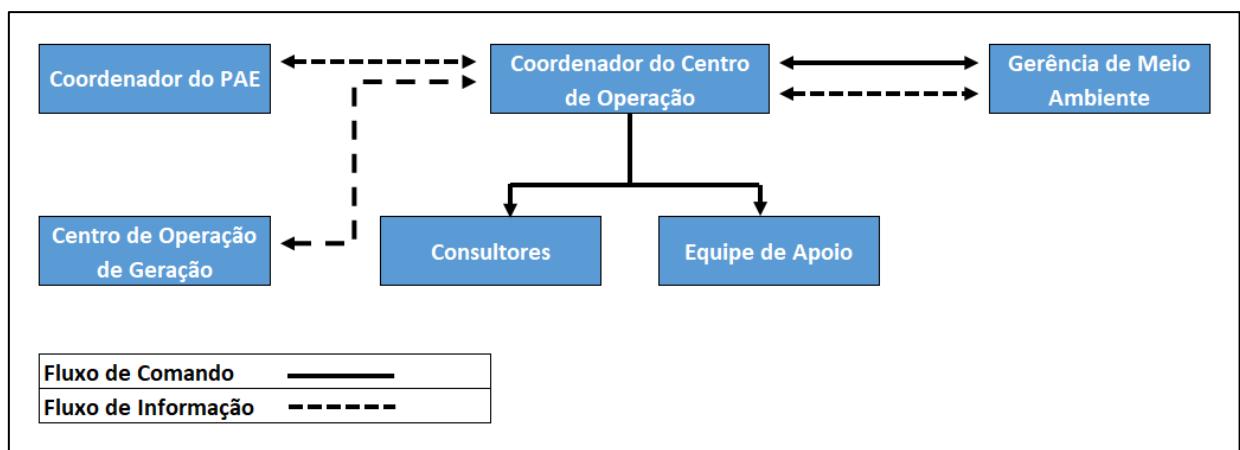 Coordenador do PAE
Coordenador do Centro
de Operação
Gerência de Meio
Ambiente
Centro de Operação
de Geração
Consultores
Equipe de Apoio
Fluxo de Comando
Fluxo de Informação